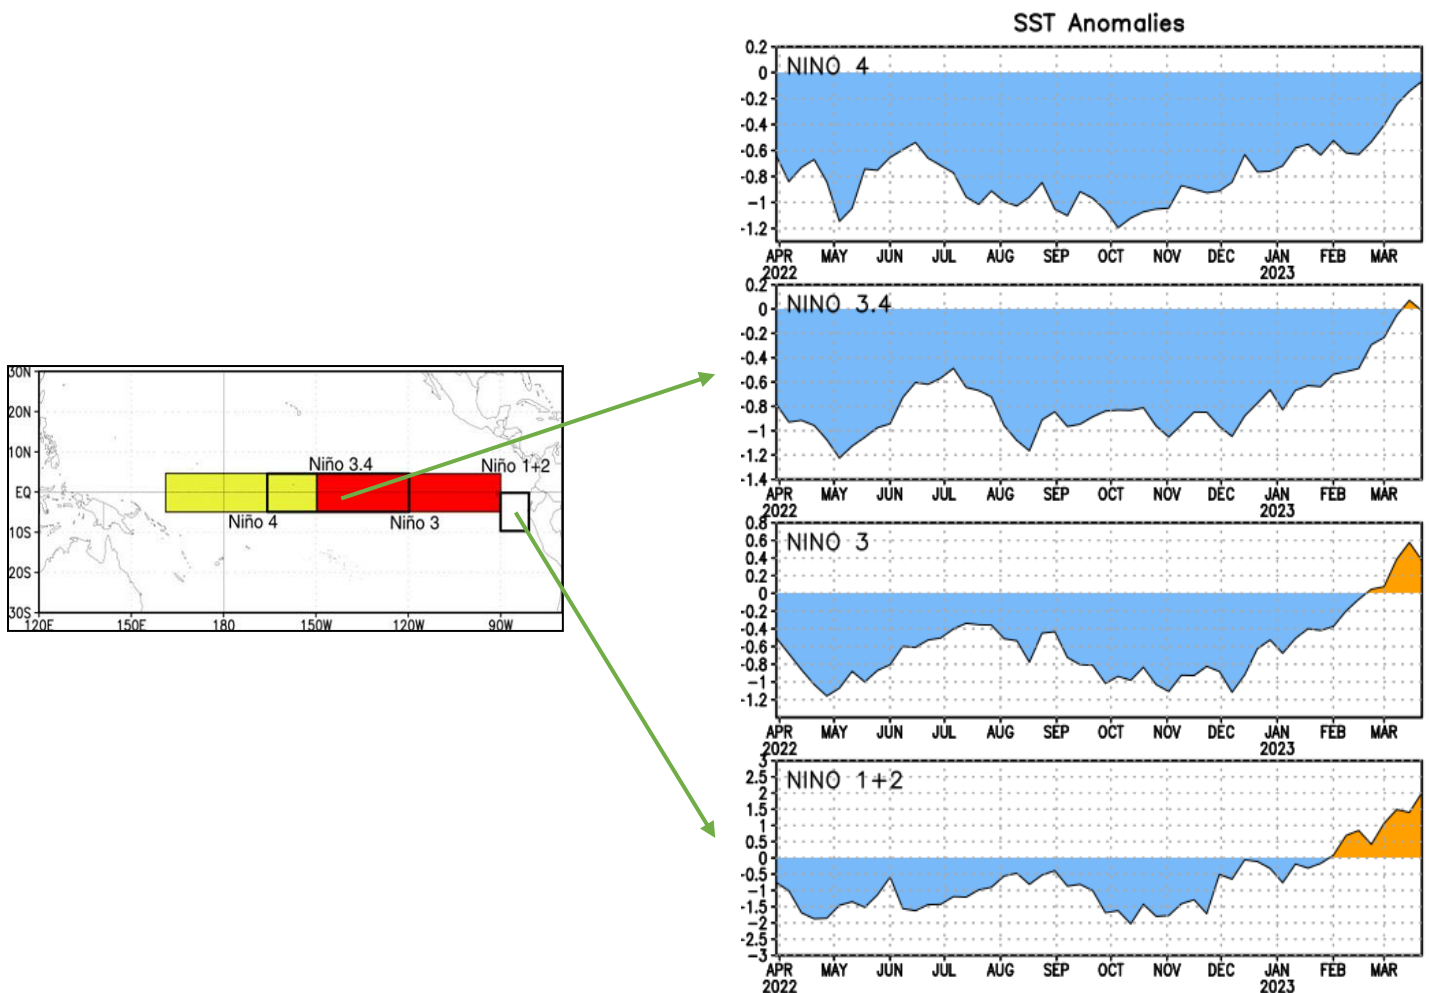 SST Anomalies
NINO 4
0.2
0
-0.2
-0.4
-0.6
-0.8
-1
-1.2
APR MAY JUN JUL AUG SEP OCT NOV DEC JAN FEB MAR
2022 2023
NINO 3.4
0.2
0
-0.2
-0.4
-0.6
-0.8
-1
-1.2
-1.4
APR MAY JUN JUL AUG SEP OCT NOV DEC JAN FEB MAR
2022 2023
NINO 3
0.8
0.6
0.4
0.2
0
-0.2
-0.4
-0.6
-0.8
-1
-1.2
APR MAY JUN JUL AUG SEP OCT NOV DEC JAN FEB MAR
2022 2023
NINO 1+2
3
2.5
2
1.5
1
0.5
0
-0.5
-1
-1.5
-2
-2.5
-3
APR MAY JUN JUL AUG SEP OCT NOV DEC JAN FEB MAR
2022 2023
30N
20N
10N
EQ
10S
20S
30S
Niño 3.4 Niño 1+2
Niño 4 Niño 3
120E 150E 180 150W 120W 90W